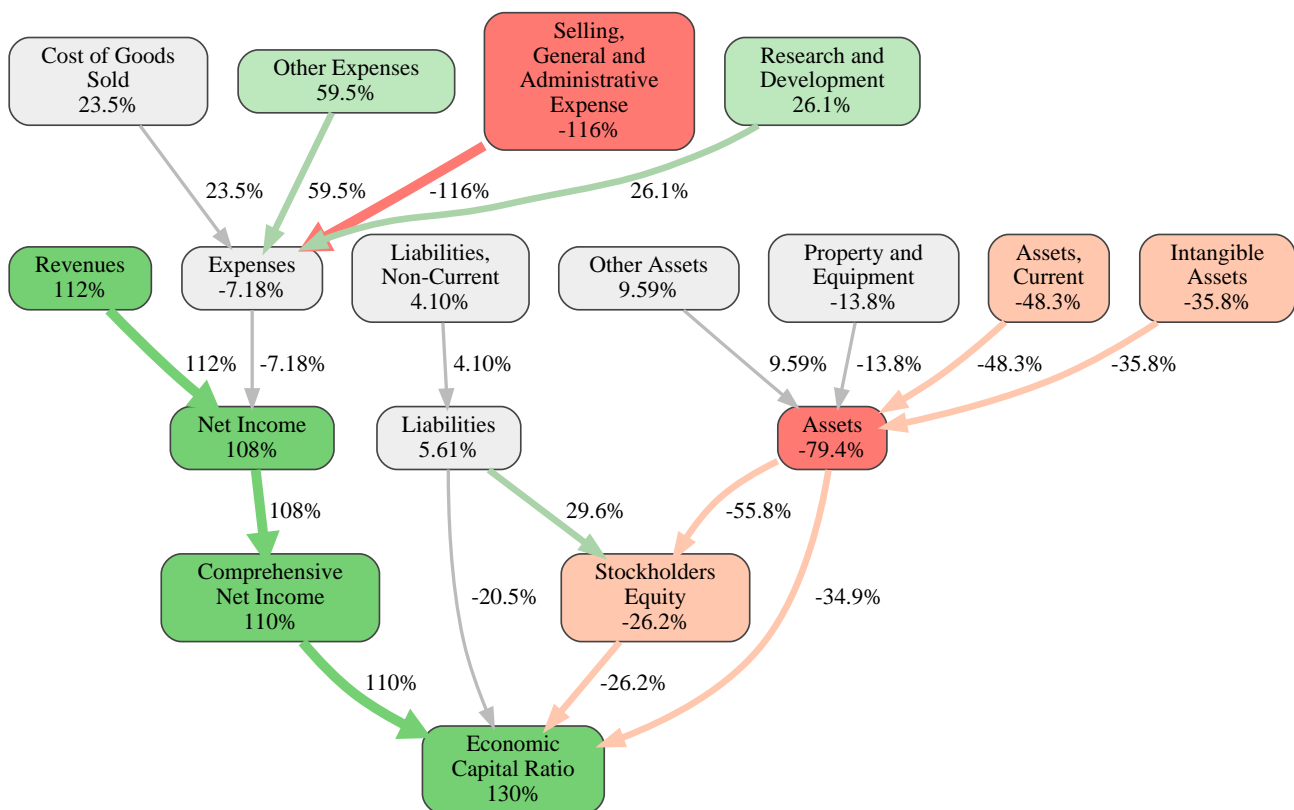 Cost of Goods
Sold
23.5%
Other Expenses
59.5%
Selling,
General and
Administrative
Expense
-116%
Research and
Development
26.1%
23.5%
59.5%
-116%
26.1%
Revenues
112%
Expenses
-7.18%
Liabilities,
Non-Current
4.10%
Other Assets
9.59%
Property and
Equipment
-13.8%
Assets,
Current
-48.3%
Intangible
Assets
-35.8%
112%
-7.18%
4.10%
9.59%
-13.8%
-48.3%
-35.8%
Net Income
108%
Liabilities
5.61%
Assets
-79.4%
108%
29.6%
-55.8%
Comprehensive
Net Income
110%
-20.5%
Stockholders
Equity
-26.2%
-34.9%
110%
-26.2%
Economic
Capital Ratio
130%